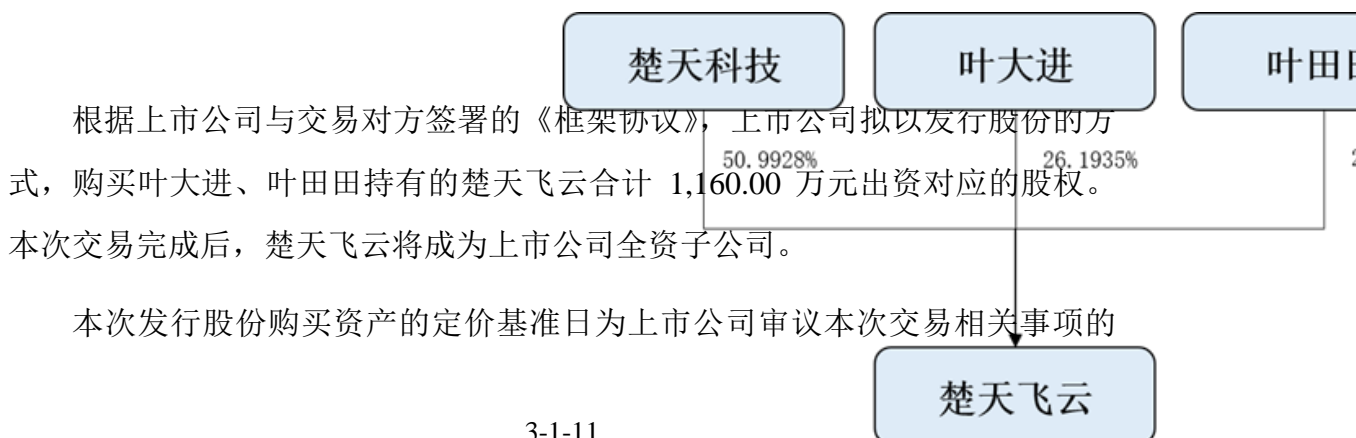 楚天科技
叶大进
叶田
根据上市公司与交易对方签署的《框架协议》，上市公司拟以发行股份的方
50.9928%
26.1935%
式，购买叶大进、叶田田持有的楚天飞云合计 1,160.00 万元出资对应的股权。
本次交易完成后，楚天飞云将成为上市公司全资子公司。
本次发行股份购买资产的定价基准日为上市公司审议本次交易相关事项的
楚天飞云
3-1-11